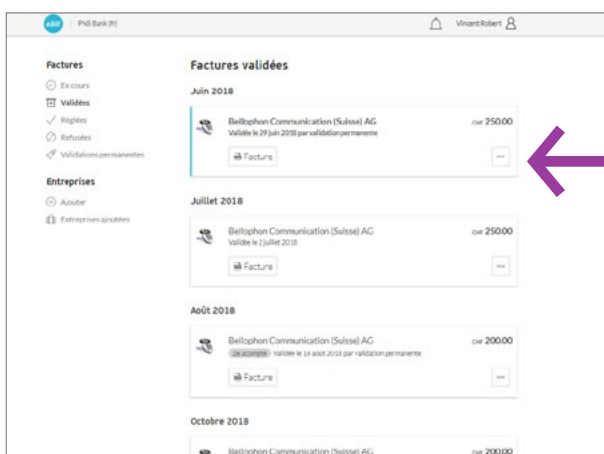 eBill PNS Bank (fr) Vincent Robert
Factures
En cours
Validées
Réglées
Refusées
Validations permanentes
Entreprises
Ajouter
Entreprises ajoutées
Factures validées
Juin 2018
Bellophon Communication (Suisse) AG CHF 250.00
Validée le 29 juin 2018 par validation permanente
Facture
Juillet 2018
Bellophon Communication (Suisse) AG CHF 250.00
Validée le 2 juillet 2018
Facture
Août 2018
Bellophon Communication (Suisse) AG CHF 200.00
2e acompte Validée le 16 août 2018 par validation permanente
Facture
Octobre 2018
Bellophon Communication (Suisse) AG CHF 200.00